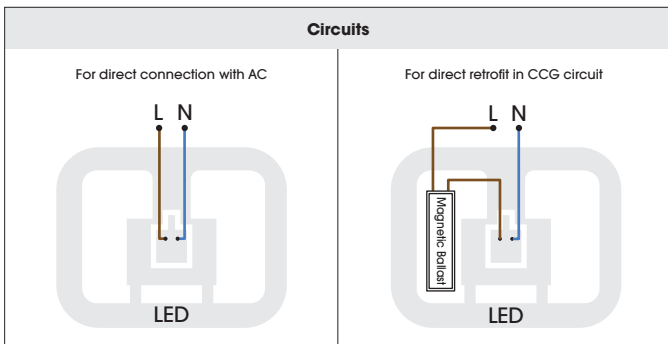 Circuits
For direct connection with AC
L N
LED
For direct retrofit in CCG circuit
L N
Magnetic Ballast
LED